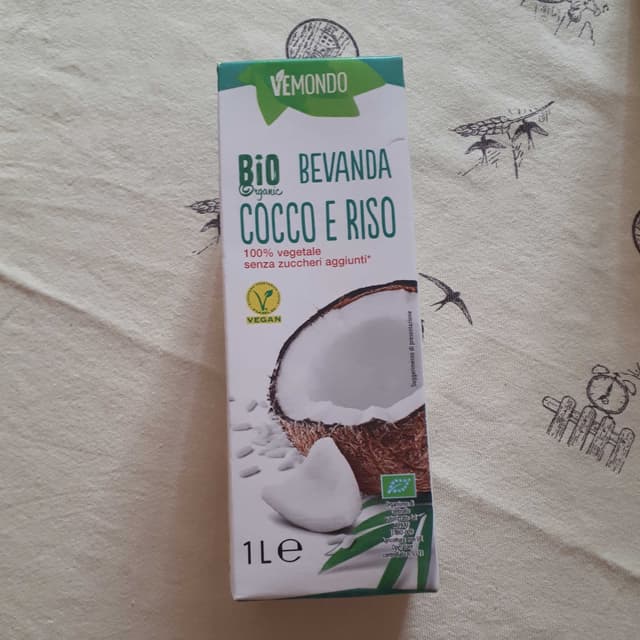 VEMONDO
BiO Organic
BEVANDA
COCCO E RISO
100% vegetale
senza zuccheri aggiunti*
VEGAN
Suggerimento di presentazione
1L e